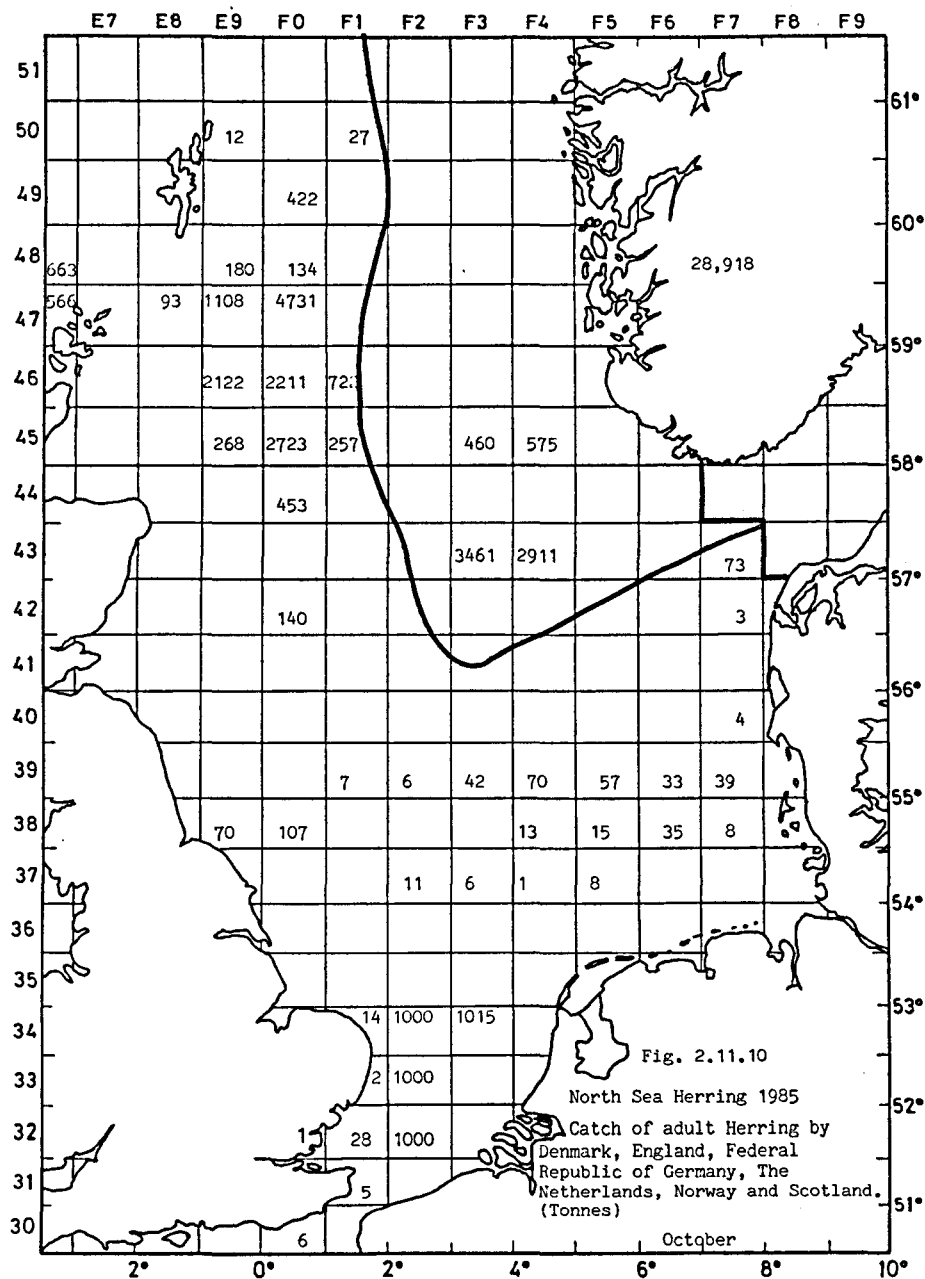 E7 E8 E9 F0 F1 F2 F3 F4 F5 F6 F7 F8 F9
51
61°
50 12 27
49 422
60°
48 663 180 134 28,918
47 566 93 1108 4731
59°
46 2122 2211
45 268 2723 257 460 575
58°
44 453
43 3461 2911 73
57°
42 140 3
41
56°
40 4
39 7 6 42 70 57 33 39
55°
38 70 107 13 15 35 8
37 11 6 1 8
54°
36
35
53°
34 14 1000 1015
Fig. 2.11.10
33 2 1000
North Sea Herring 1985
52°
32 1 28 1000
Catch of adult Herring by
Denmark, England, Federal
Republic of Germany, The
Netherlands, Norway and Scotland.
(Tonnes)
31 5
51°
30 6 October
2° 0° 2° 4° 6° 8° 10°